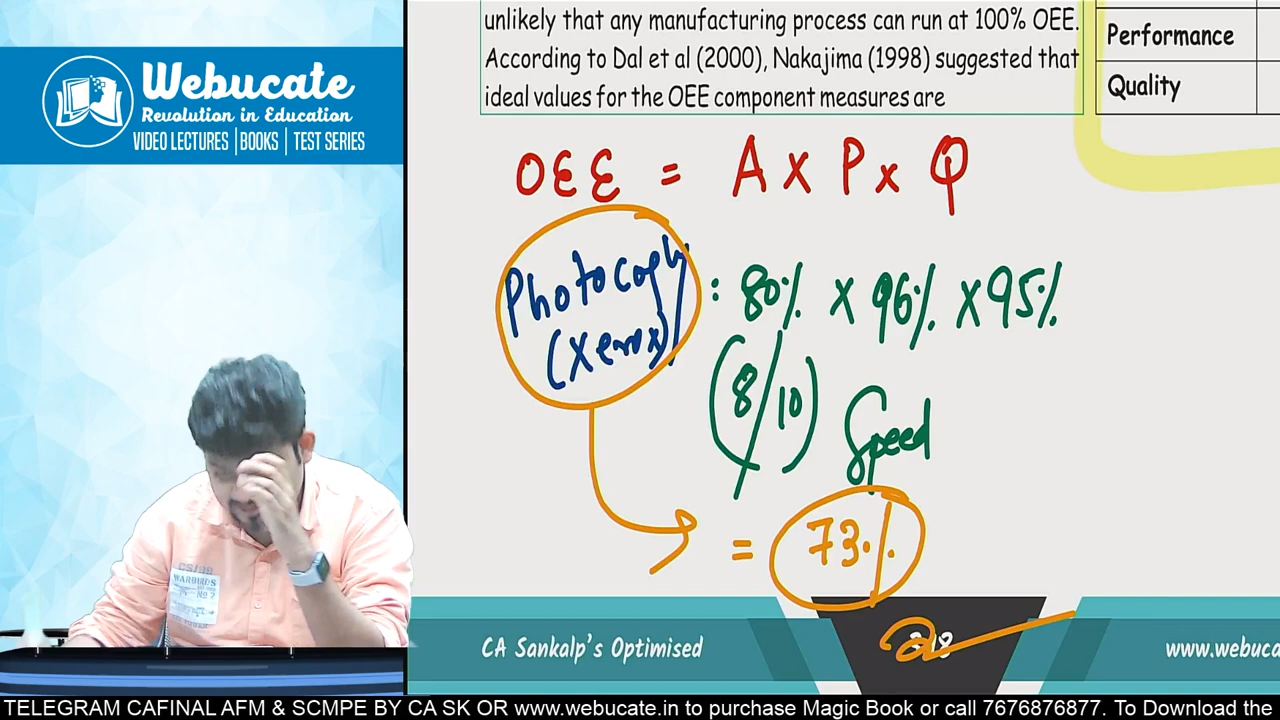 unlikely that any manufacturing process can run at 100% OEE.
According to Dal et al (2000), Nakajima (1998) suggested that
ideal values for the OEE component measures are
Performance
Quality
Webucate
Revolution in Education
VIDEO LECTURES | BOOKS | TEST SERIES
OEE = A x P x Q
Photocopy : 80% x 96% x 95%
(Xerox)
(8/10) Speed
= 73%
CS/98
WARBIRDS
CA Sankalp's Optimised
www.webuca
TELEGRAM CAFINAL AFM & SCMPE BY CA SK OR www.webucate.in to purchase Magic Book or call 7676876877. To Download the